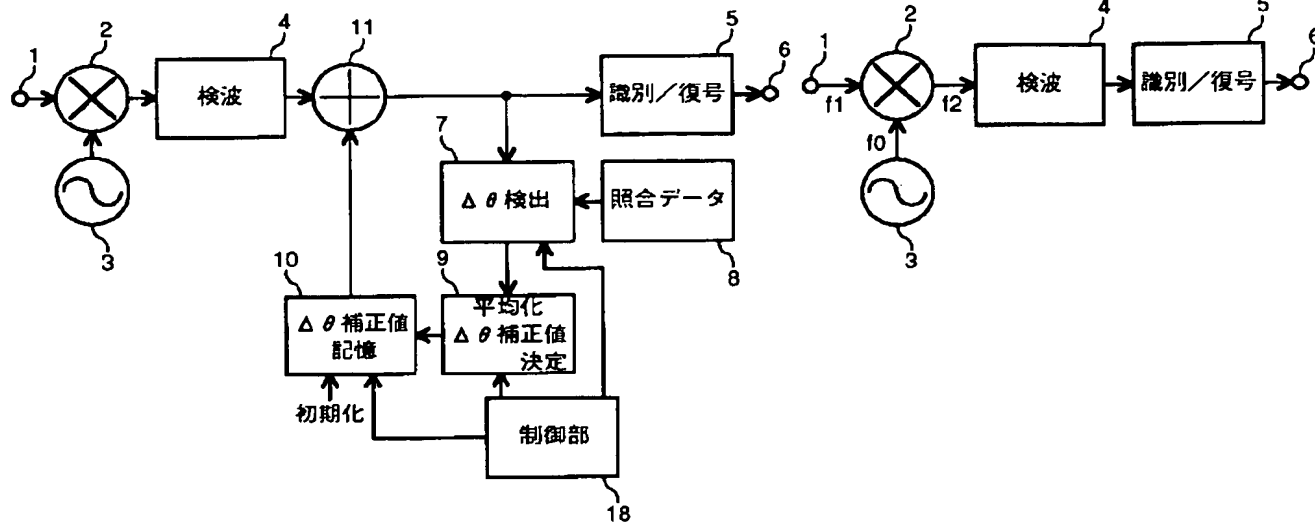 1
2
4
11
5
6
検波
識別/復号
3
7
Δθ検出
照合データ
8
10
9
Δθ補正値
記憶
平均化
Δθ補正値
決定
初期化
制御部
18
1
2
4
5
6
f1
f2
f0
検波
識別/復号
3